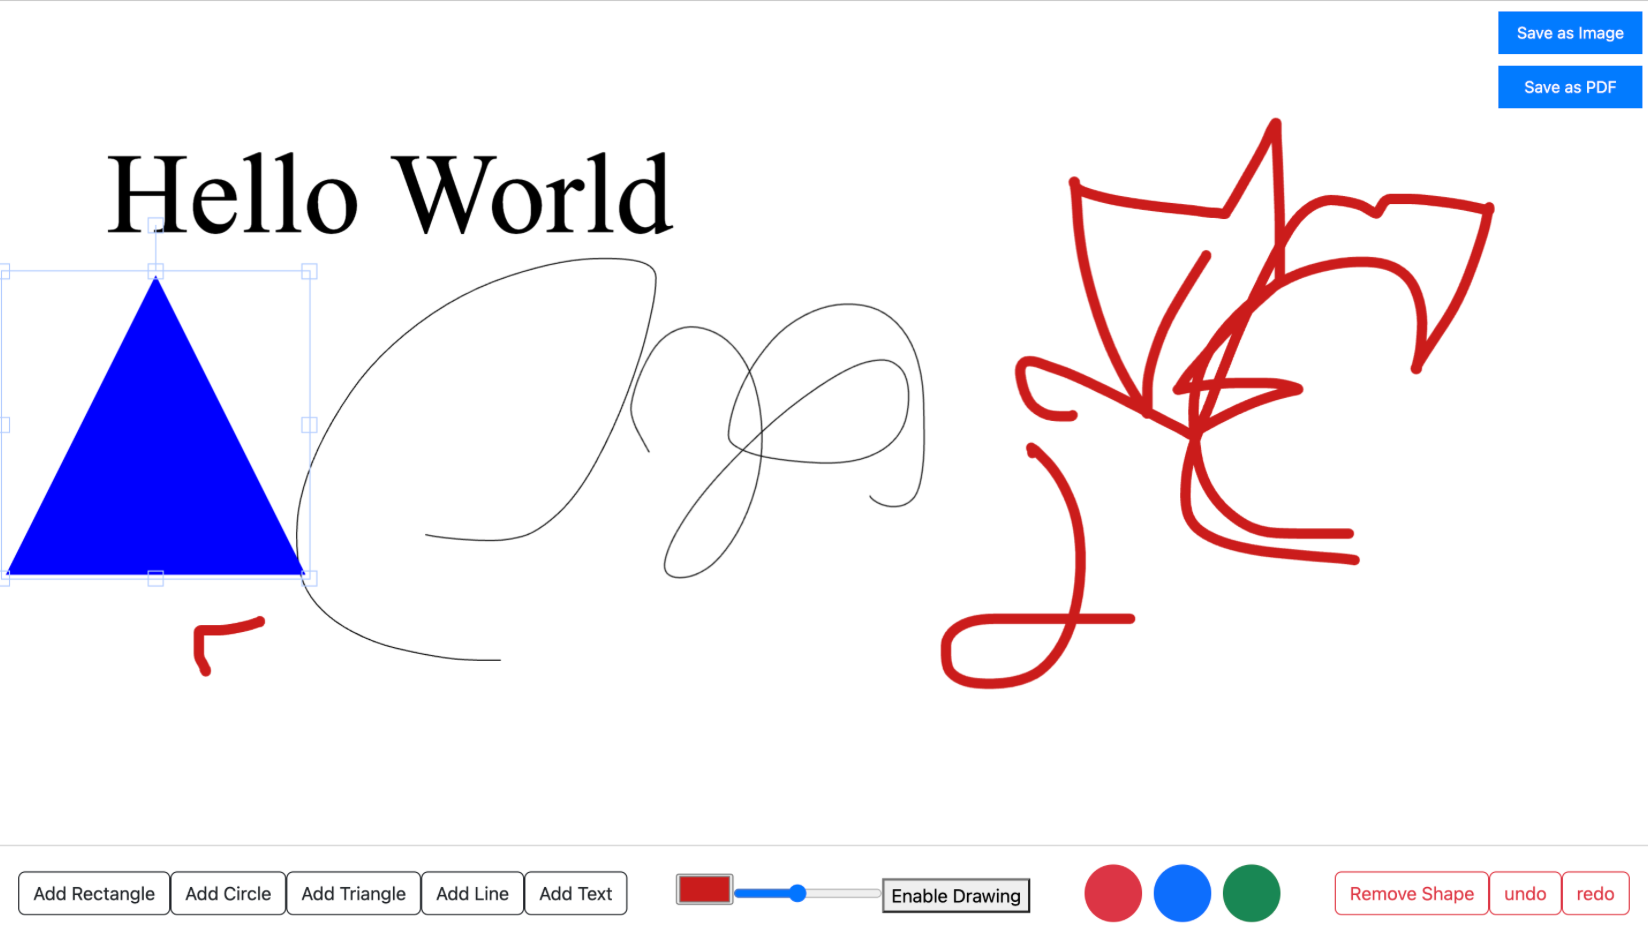 Save as Image
Save as PDF
Hello World
Add Rectangle Add Circle Add Triangle Add Line Add Text Enable Drawing Remove Shape undo redo